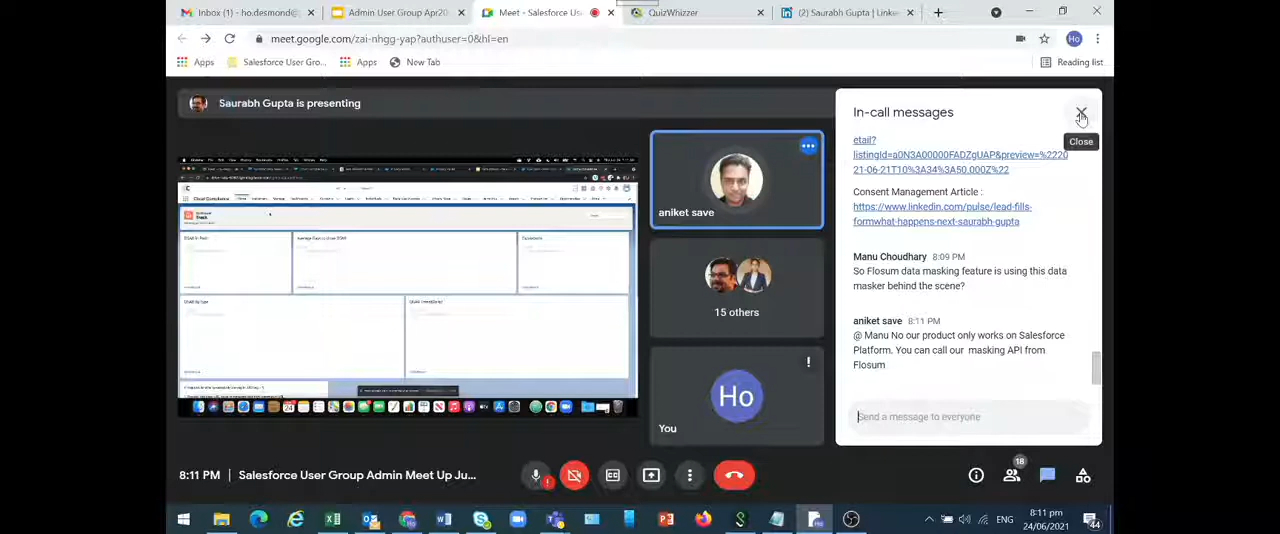 Inbox (1) - ho.desmond@
Admin User Group Apr20
Meet - Salesforce Use
QuizWhizzer
(2) Saurabh Gupta | Linke
meet.google.com/zai-nhgg-yap?authuser=0&hl=en
Ho
Apps
Salesforce User Gro...
Apps
New Tab
Reading list
Saurabh Gupta is presenting
In-call messages
Close
etail?
listingId=a0N3A00000FADZgUAP&preview=%2220
21-06-21T10%3A34%3A50.000Z%22
Consent Management Article :
https://www.linkedin.com/pulse/lead-fills-
formwhat-happens-next-saurabh-gupta
Manu Choudhary 8:09 PM
So Flosum data masking feature is using this data
masker behind the scene?
aniket save 8:11 PM
@ Manu No our product only works on Salesforce
Platform. You can call our masking API from
Flosum
Send a message to everyone
aniket save
15 others
Ho
You
Cloud Compliance
8:11 PM | Salesforce User Group Admin Meet Up Ju...
18
ENG
8:11 pm
24/06/2021
44